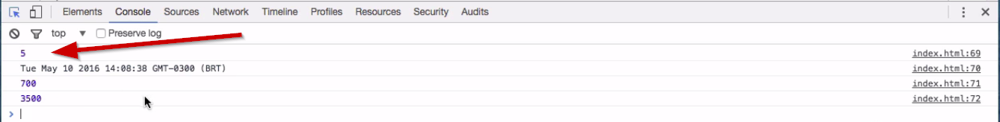 Elements Console Sources Network Timeline Profiles Resources Security Audits
top Preserve log
5 index.html:69
Tue May 10 2016 14:08:38 GMT-0300 (BRT) index.html:70
700 index.html:71
3500 index.html:72
>